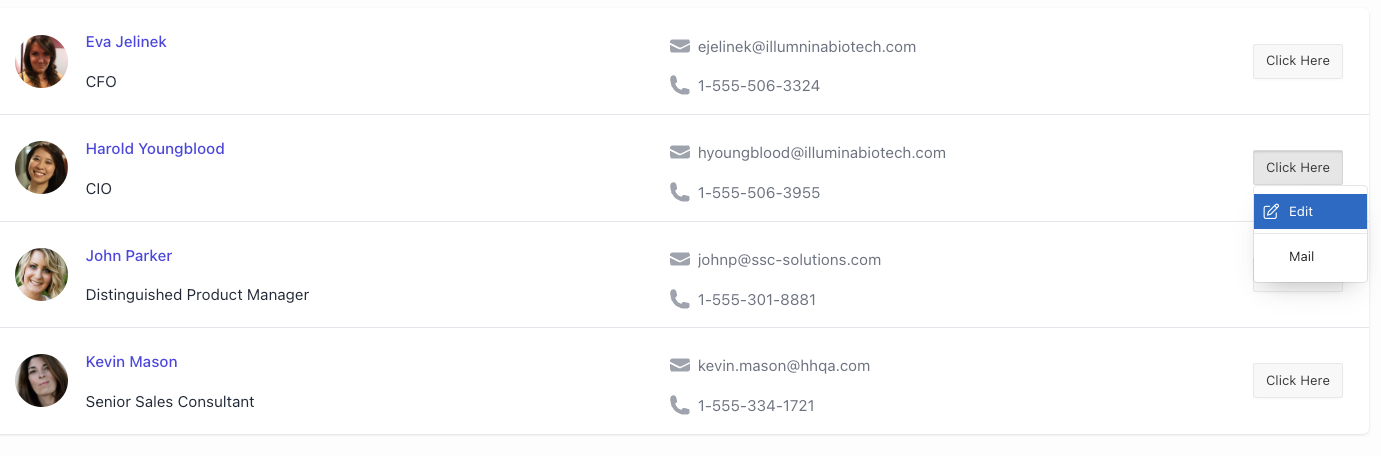 Eva Jelinek
CFO
ejelinek@illumninabiotech.com
1-555-506-3324
Click Here
Harold Youngblood
CIO
hyoungblood@illuminabiotech.com
1-555-506-3955
Click Here
Edit
Mail
John Parker
Distinguished Product Manager
johnp@ssc-solutions.com
1-555-301-8881
Kevin Mason
Senior Sales Consultant
kevin.mason@hhqa.com
1-555-334-1721
Click Here